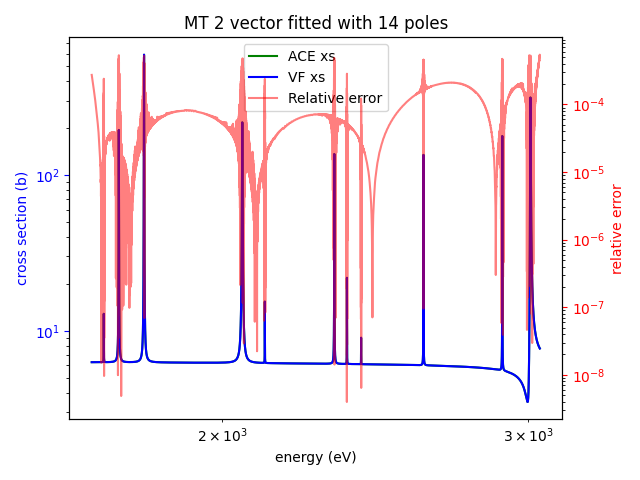 MT 2 vector fitted with 14 poles
ACE xs
VF xs
Relative error
cross section (b)
10²
10¹
relative error
10⁻⁴
10⁻⁵
10⁻⁶
10⁻⁷
10⁻⁸
2 × 10³
3 × 10³
energy (eV)